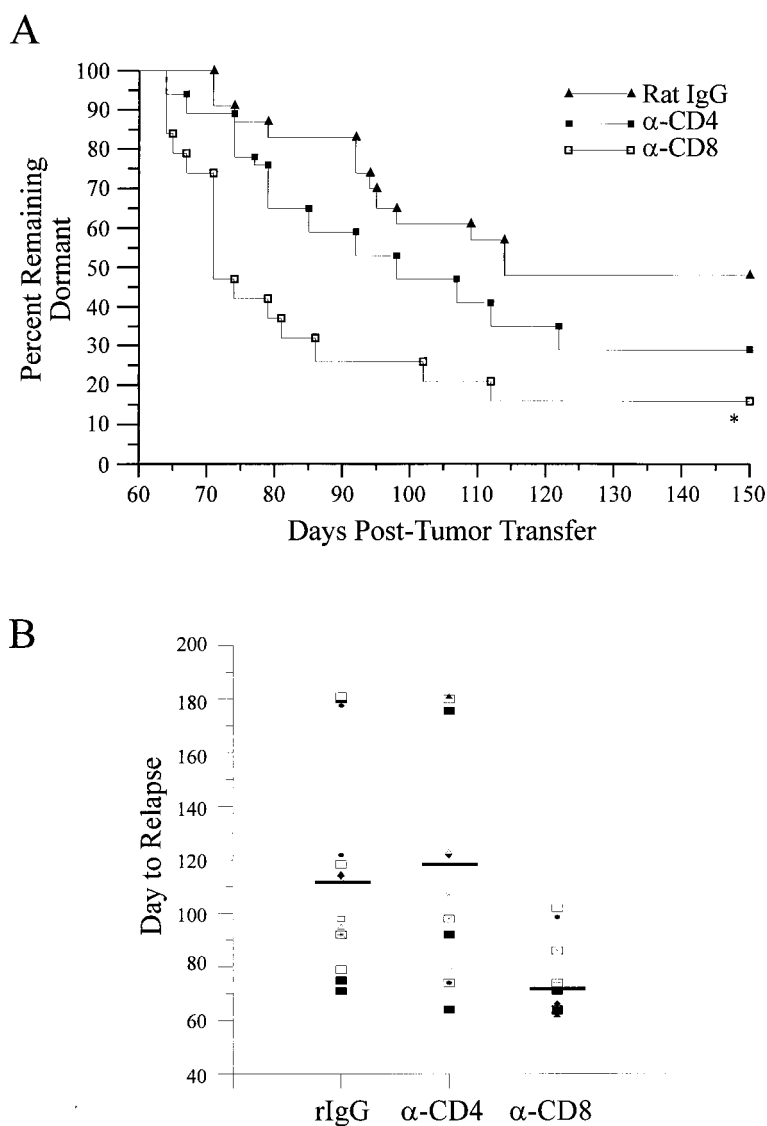 A
100
90
80
70
60
50
40
30
20
10
0
Percent Remaining
Dormant
Rat IgG
α-CD4
α-CD8
*
60 70 80 90 100 110 120 130 140 150
Days Post-Tumor Transfer
B
200
180
160
140
120
100
80
60
40
Day to Relapse
rIgG α-CD4 α-CD8